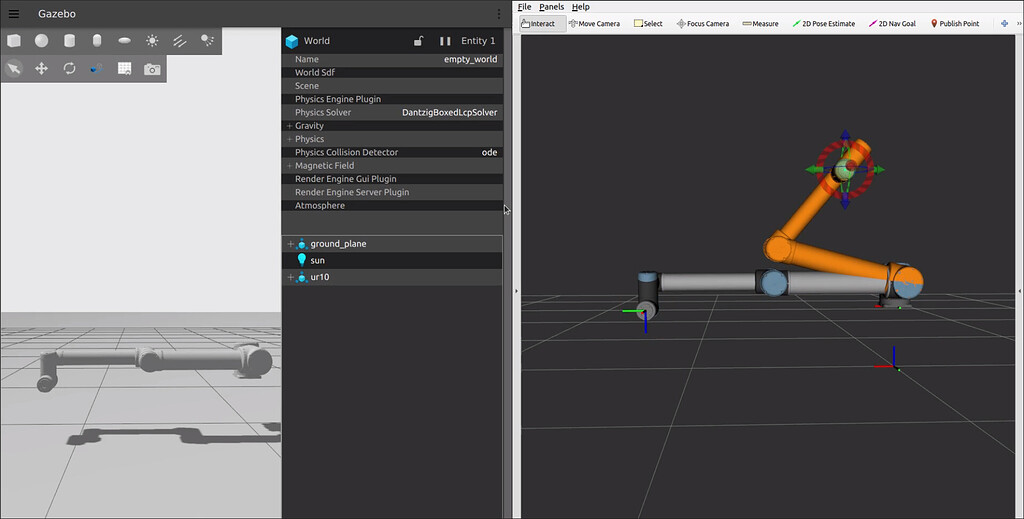 Gazebo
World Entity 1
Name empty_world
World Sdf
Scene
Physics Engine Plugin
Physics Solver DantzigBoxedLcpSolver
Gravity
Physics
Physics Collision Detector ode
Magnetic Field
Render Engine Gui Plugin
Render Engine Server Plugin
Atmosphere
ground_plane
sun
ur10
File Panels Help
Interact Move Camera Select Focus Camera Measure 2D Pose Estimate 2D Nav Goal Publish Point